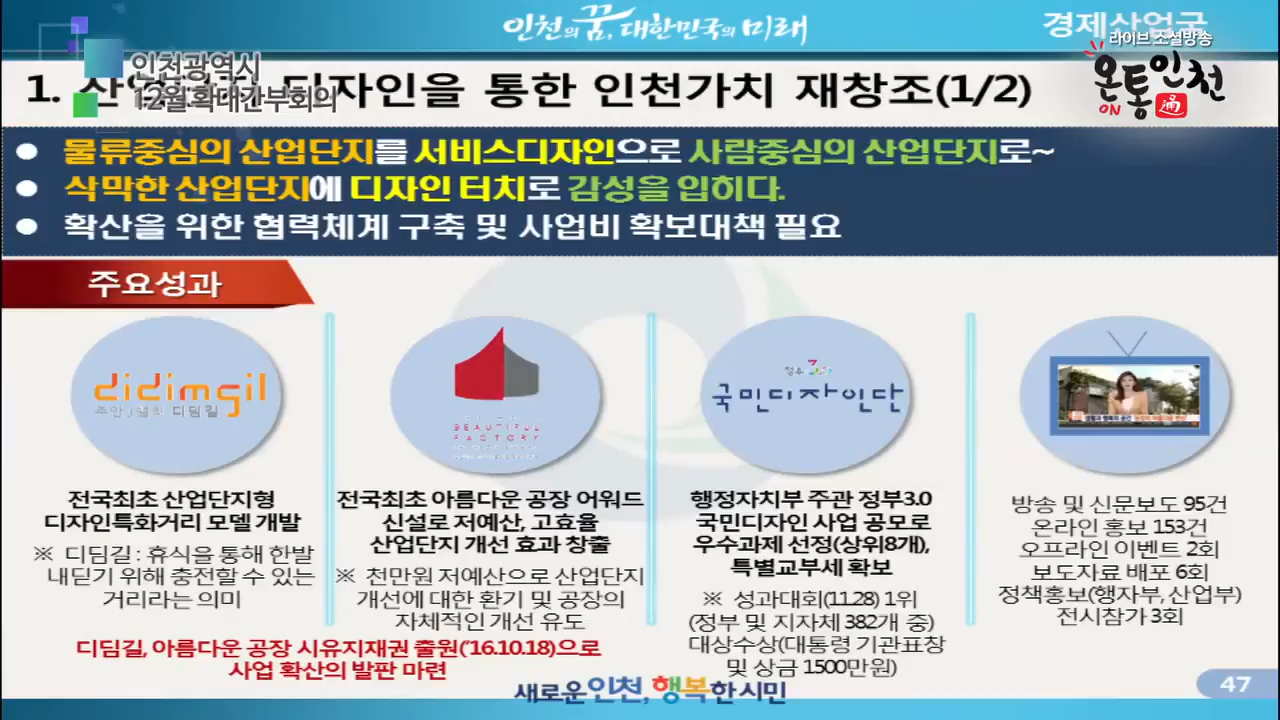 인천의 꿈, 대한민국의 미래
경제산업국
라이브 소셜방송
온통인천
ON 通
인천광역시
12월 확대간부회의
1. 디자인을 통한 인천가치 재창조(1/2)
● 물류중심의 산업단지를 서비스디자인으로 사람중심의 산업단지로~
● 삭막한 산업단지에 디자인 터치로 감성을 입히다.
● 확산을 위한 협력체계 구축 및 사업비 확보대책 필요
주요성과
didimgil
디딤길
BEAUTIFUL
FACTORY
정부 3.0
국민디자인단
전국최초 산업단지형
디자인특화거리 모델 개발
※ 디딤길 : 휴식을 통해 한발
내딛기 위해 충전할 수 있는
거리라는 의미
전국최초 아름다운 공장 어워드
신설로 저예산, 고효율
산업단지 개선 효과 창출
※ 천만원 저예산으로 산업단지
개선에 대한 환기 및 공장의
자체적인 개선 유도
디딤길, 아름다운 공장 시유지재권 출원('16.10.18)으로
사업 확산의 발판 마련
행정자치부 주관 정부3.0
국민디자인 사업 공모로
우수과제 선정(상위8개),
특별교부세 확보
※ 성과대회(11.28) 1위
(정부 및 지자체 382개 중)
대상수상(대통령 기관표창
및 상금 1500만원)
방송 및 신문보도 95건
온라인 홍보 153건
오프라인 이벤트 2회
보도자료 배포 6회
정책홍보(행자부, 산업부)
전시참가 3회
새로운 인천, 행복한 시민
47